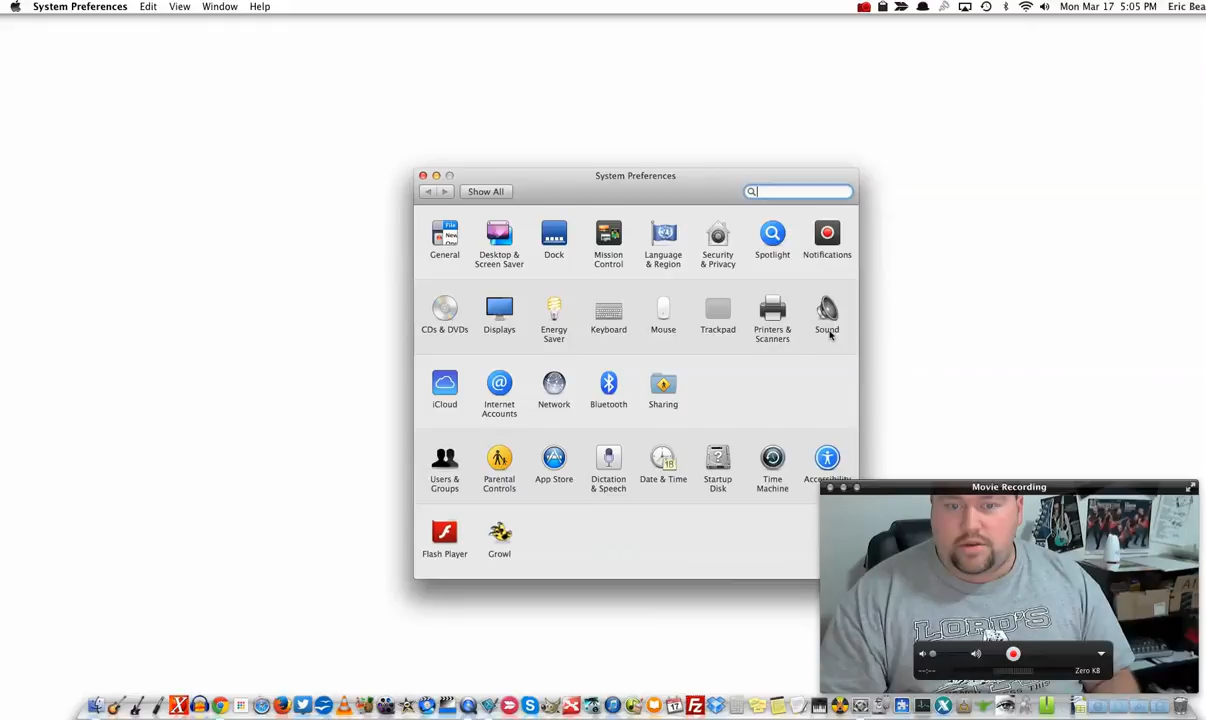 System Preferences Edit View Window Help Mon Mar 17 5:05 PM Eric Bea
System Preferences
Show All
General Desktop & Screen Saver Dock Mission Control Language & Region Security & Privacy Spotlight Notifications
CDs & DVDs Displays Energy Saver Keyboard Mouse Trackpad Printers & Scanners Sound
iCloud Internet Accounts Network Bluetooth Sharing
Users & Groups Parental Controls App Store Dictation & Speech Date & Time Startup Disk Time Machine Accessibility
Flash Player Growl
Movie Recording
LORD'S
--:--
Zero KB